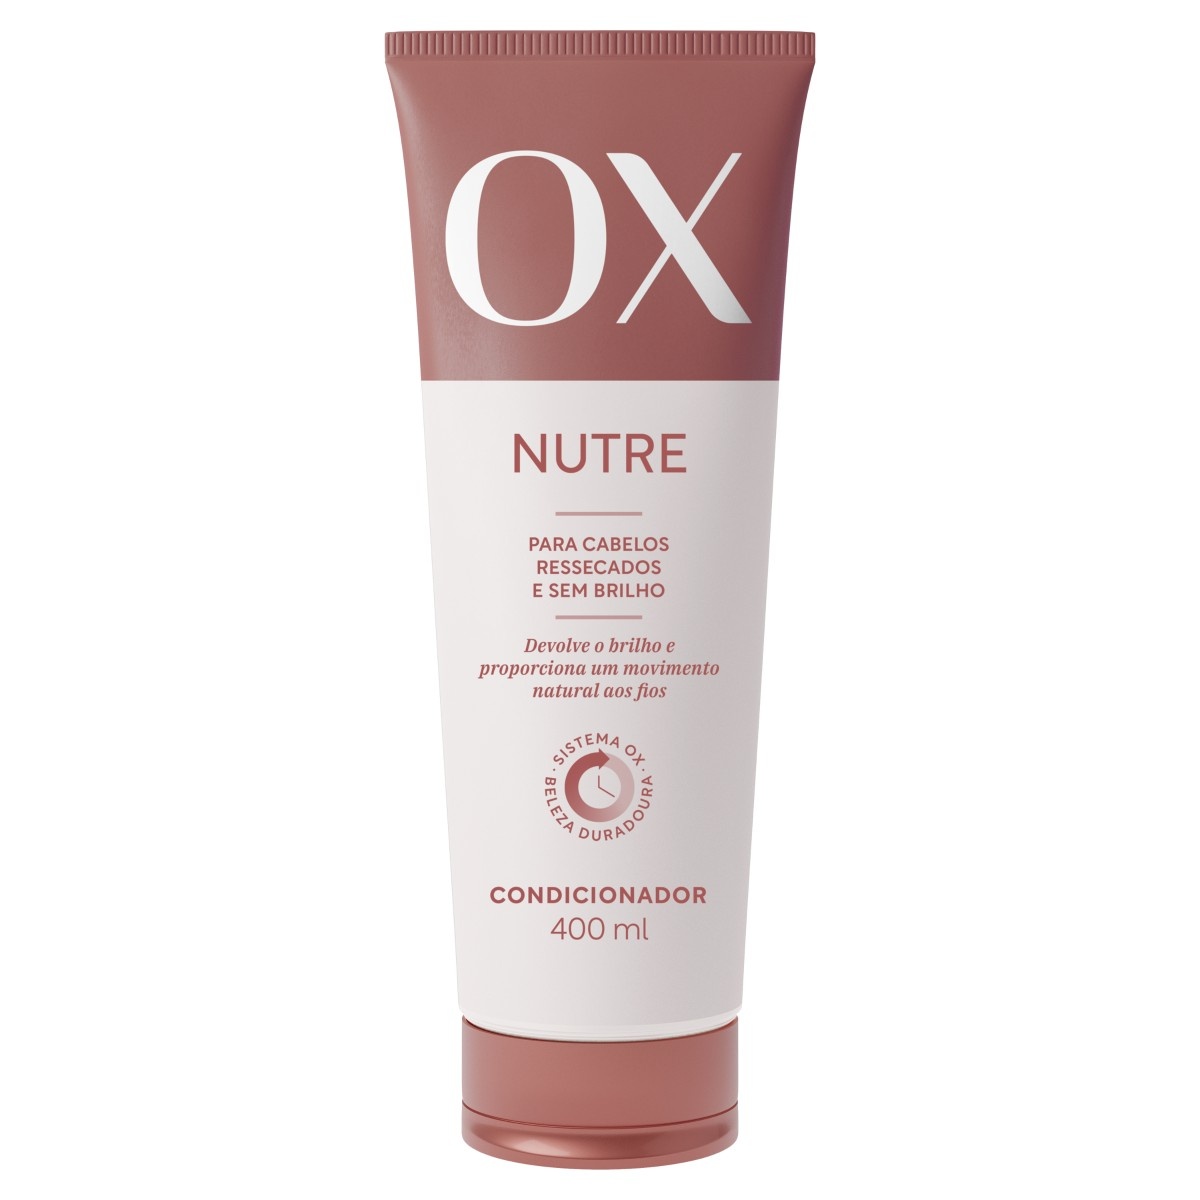 OX
NUTRE
PARA CABELOS
RESSECADOS
E SEM BRILHO
Devolve o brilho e
proporciona um movimento
natural aos fios
· SISTEMA OX ·
BELEZA DURADOURA
CONDICIONADOR
400 ml